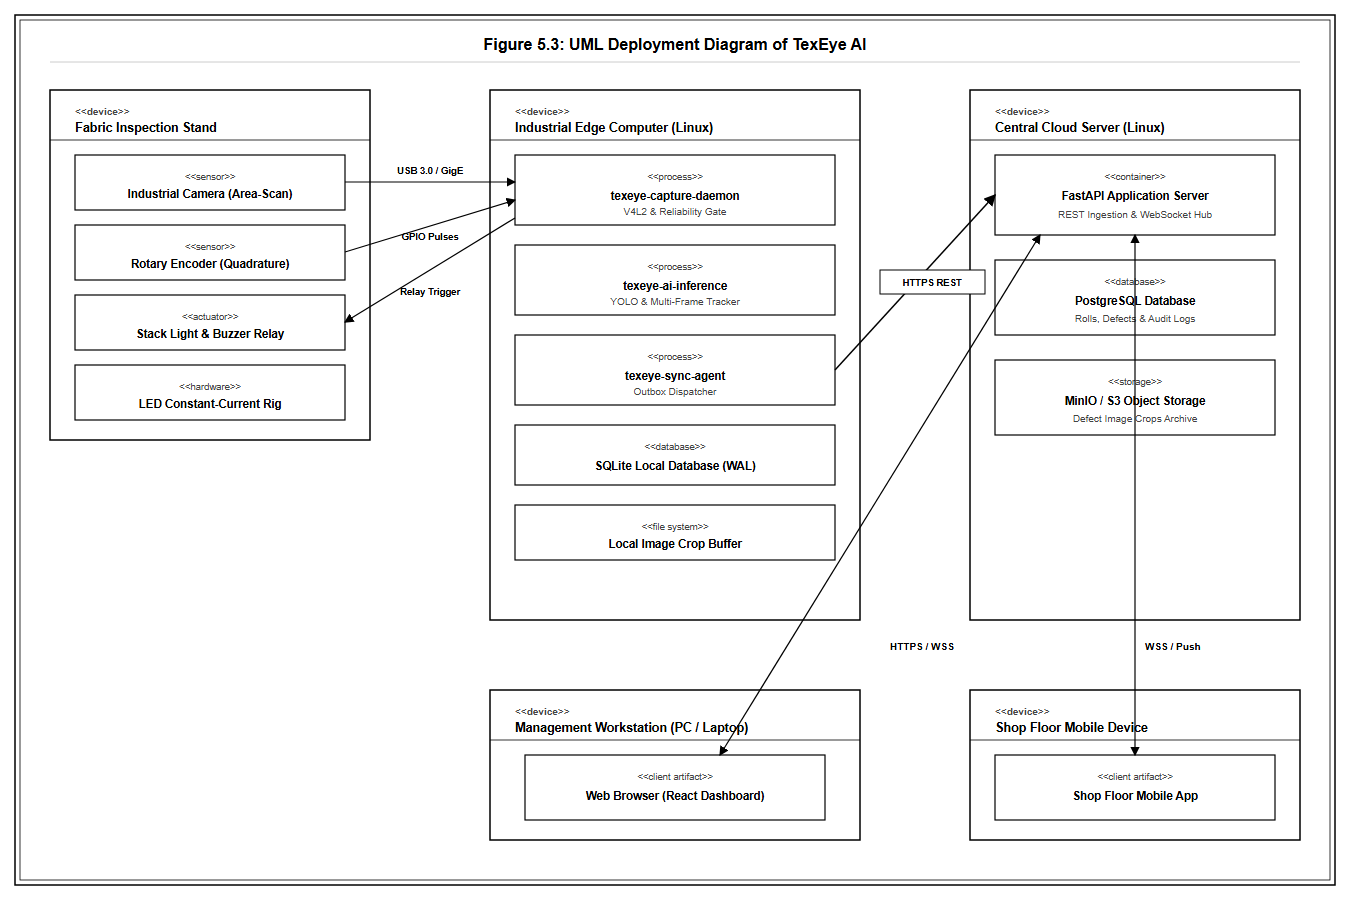 Figure 5.3: UML Deployment Diagram of TexEye AI
<<device>>
Fabric Inspection Stand
<<sensor>>
Industrial Camera (Area-Scan)
<<sensor>>
Rotary Encoder (Quadrature)
<<actuator>>
Stack Light & Buzzer Relay
<<hardware>>
LED Constant-Current Rig
USB 3.0 / GigE
GPIO Pulses
Relay Trigger
<<device>>
Industrial Edge Computer (Linux)
<<process>>
texeye-capture-daemon
V4L2 & Reliability Gate
<<process>>
texeye-ai-inference
YOLO & Multi-Frame Tracker
<<process>>
texeye-sync-agent
Outbox Dispatcher
<<database>>
SQLite Local Database (WAL)
<<file system>>
Local Image Crop Buffer
HTTPS REST
<<device>>
Central Cloud Server (Linux)
<<container>>
FastAPI Application Server
REST Ingestion & WebSocket Hub
<<database>>
PostgreSQL Database
Rolls, Defects & Audit Logs
<<storage>>
MinIO / S3 Object Storage
Defect Image Crops Archive
HTTPS / WSS
WSS / Push
<<device>>
Management Workstation (PC / Laptop)
<<client artifact>>
Web Browser (React Dashboard)
<<device>>
Shop Floor Mobile Device
<<client artifact>>
Shop Floor Mobile App